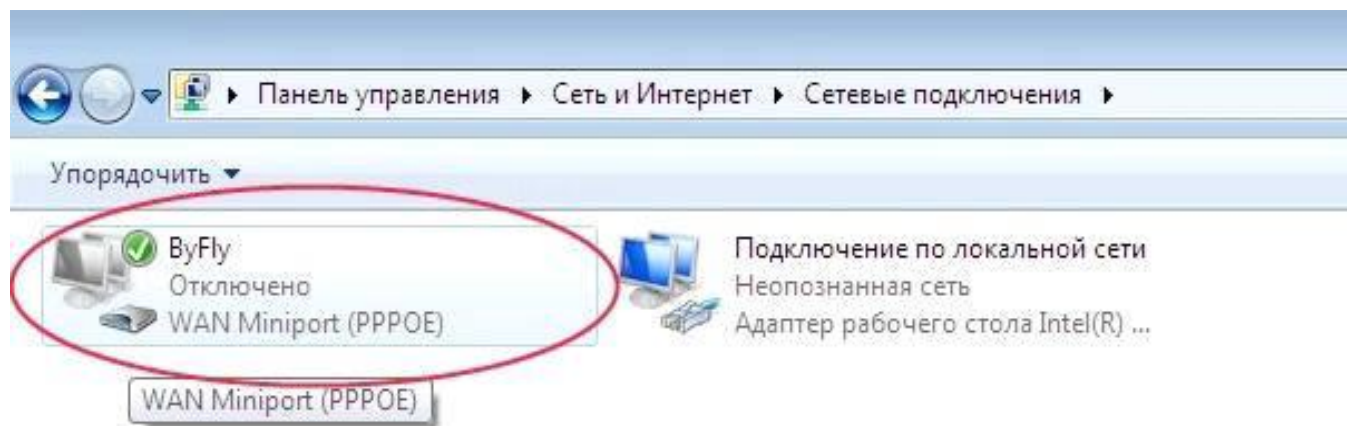 Панель управления Сеть и Интернет Сетевые подключения
Упорядочить
ByFly
Отключено
WAN Miniport (PPPOE)
Подключение по локальной сети
Неопознанная сеть
Адаптер рабочего стола Intel(R) ...
WAN Miniport (PPPOE)